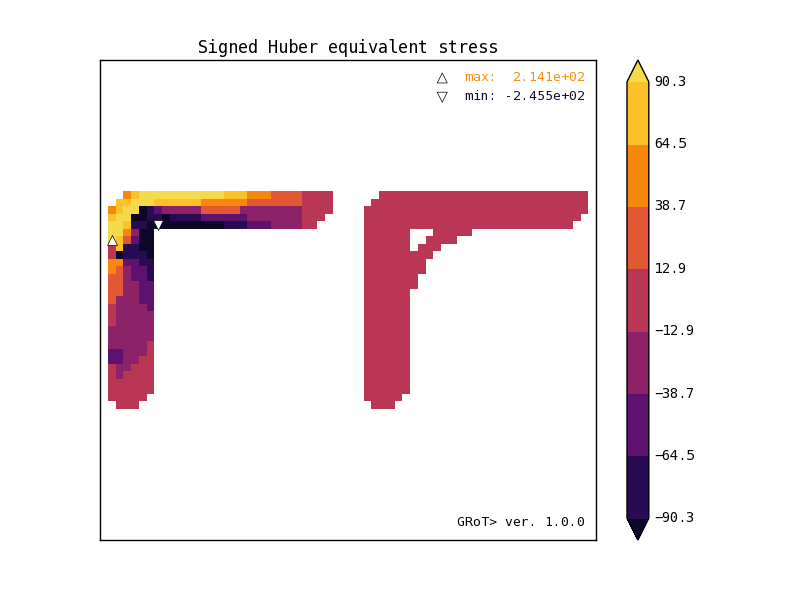 Signed Huber equivalent stress
△ max: 2.141e+02
▽ min: -2.455e+02
90.3
64.5
38.7
12.9
−12.9
−38.7
−64.5
−90.3
GRoT> ver. 1.0.0